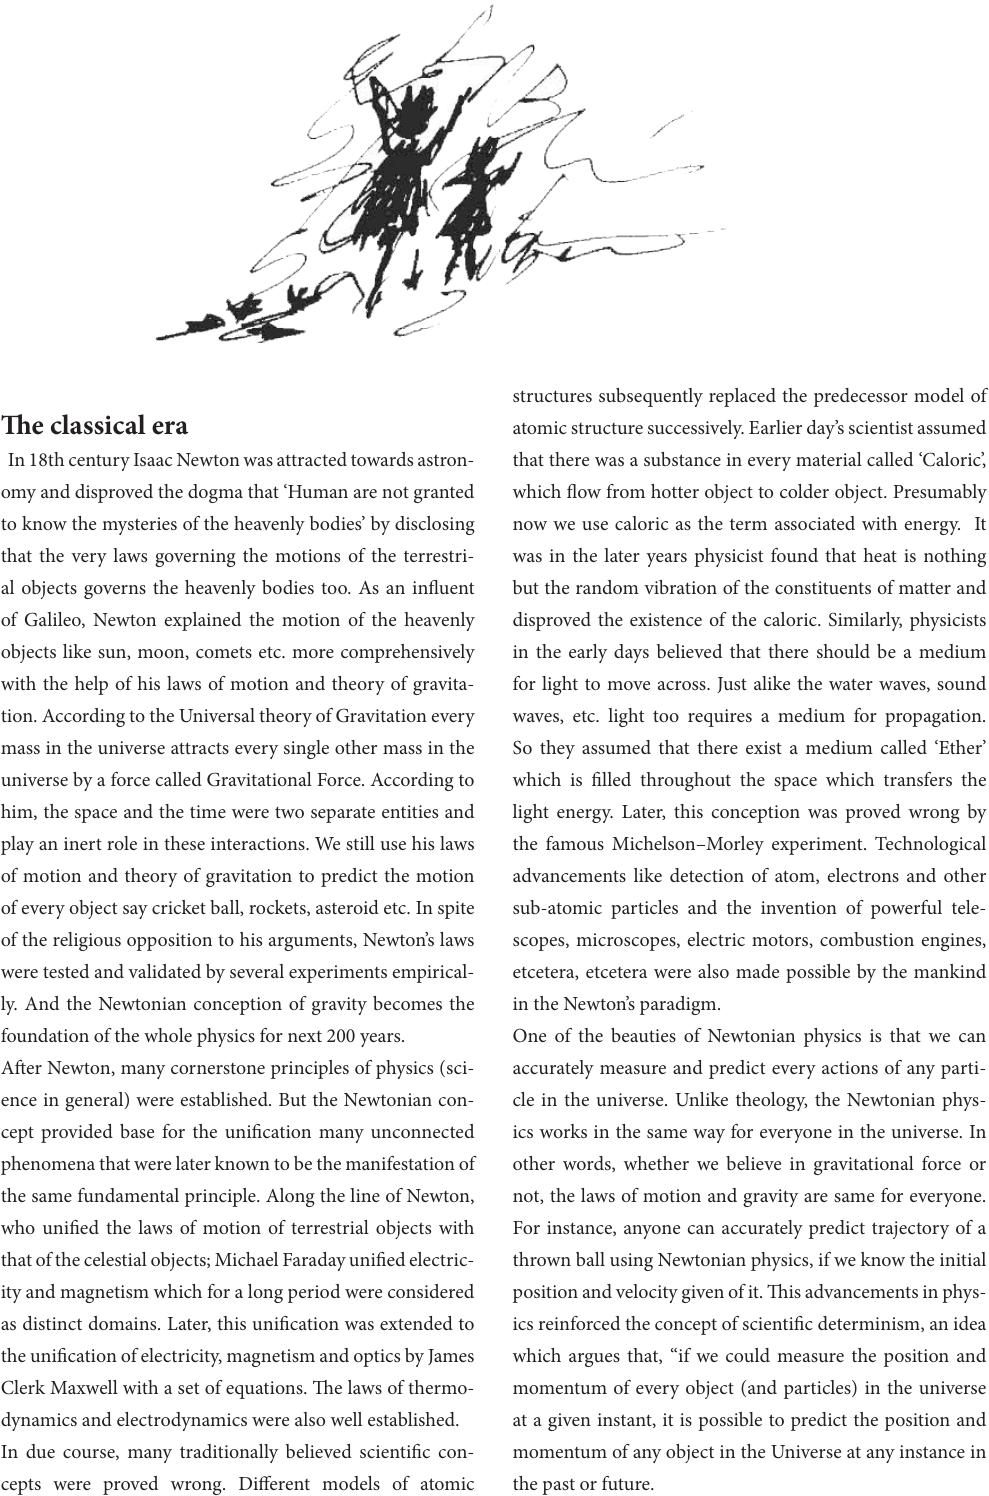 The classical era
In 18th century Isaac Newton was attracted towards astron-
omy and disproved the dogma that ‘Human are not granted
to know the mysteries of the heavenly bodies’ by disclosing
that the very laws governing the motions of the terrestri-
al objects governs the heavenly bodies too. As an influent
of Galileo, Newton explained the motion of the heavenly
objects like sun, moon, comets etc. more comprehensively
with the help of his laws of motion and theory of gravita-
tion. According to the Universal theory of Gravitation every
mass in the universe attracts every single other mass in the
universe by a force called Gravitational Force. According to
him, the space and the time were two separate entities and
play an inert role in these interactions. We still use his laws
of motion and theory of gravitation to predict the motion
of every object say cricket ball, rockets, asteroid etc. In spite
of the religious opposition to his arguments, Newton’s laws
were tested and validated by several experiments empirical-
ly. And the Newtonian conception of gravity becomes the
foundation of the whole physics for next 200 years.
After Newton, many cornerstone principles of physics (sci-
ence in general) were established. But the Newtonian con-
cept provided base for the unification many unconnected
phenomena that were later known to be the manifestation of
the same fundamental principle. Along the line of Newton,
who unified the laws of motion of terrestrial objects with
that of the celestial objects; Michael Faraday unified electric-
ity and magnetism which for a long period were considered
as distinct domains. Later, this unification was extended to
the unification of electricity, magnetism and optics by James
Clerk Maxwell with a set of equations. The laws of thermo-
dynamics and electrodynamics were also well established.
In due course, many traditionally believed scientific con-
cepts were proved wrong. Different models of atomic
structures subsequently replaced the predecessor model of
atomic structure successively. Earlier day’s scientist assumed
that there was a substance in every material called ‘Caloric’,
which flow from hotter object to colder object. Presumably
now we use caloric as the term associated with energy. It
was in the later years physicist found that heat is nothing
but the random vibration of the constituents of matter and
disproved the existence of the caloric. Similarly, physicists
in the early days believed that there should be a medium
for light to move across. Just alike the water waves, sound
waves, etc. light too requires a medium for propagation.
So they assumed that there exist a medium called ‘Ether’
which is filled throughout the space which transfers the
light energy. Later, this conception was proved wrong by
the famous Michelson–Morley experiment. Technological
advancements like detection of atom, electrons and other
sub-atomic particles and the invention of powerful tele-
scopes, microscopes, electric motors, combustion engines,
etcetera, etcetera were also made possible by the mankind
in the Newton’s paradigm.
One of the beauties of Newtonian physics is that we can
accurately measure and predict every actions of any parti-
cle in the universe. Unlike theology, the Newtonian phys-
ics works in the same way for everyone in the universe. In
other words, whether we believe in gravitational force or
not, the laws of motion and gravity are same for everyone.
For instance, anyone can accurately predict trajectory of a
thrown ball using Newtonian physics, if we know the initial
position and velocity given of it. This advancements in phys-
ics reinforced the concept of scientific determinism, an idea
which argues that, “if we could measure the position and
momentum of every object (and particles) in the universe
at a given instant, it is possible to predict the position and
momentum of any object in the Universe at any instance in
the past or future.